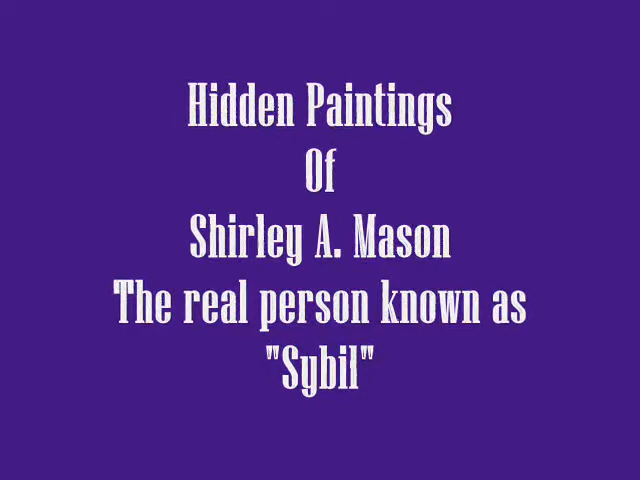 Hidden Paintings
Of
Shirley A. Mason
The real person known as
"Sybil"